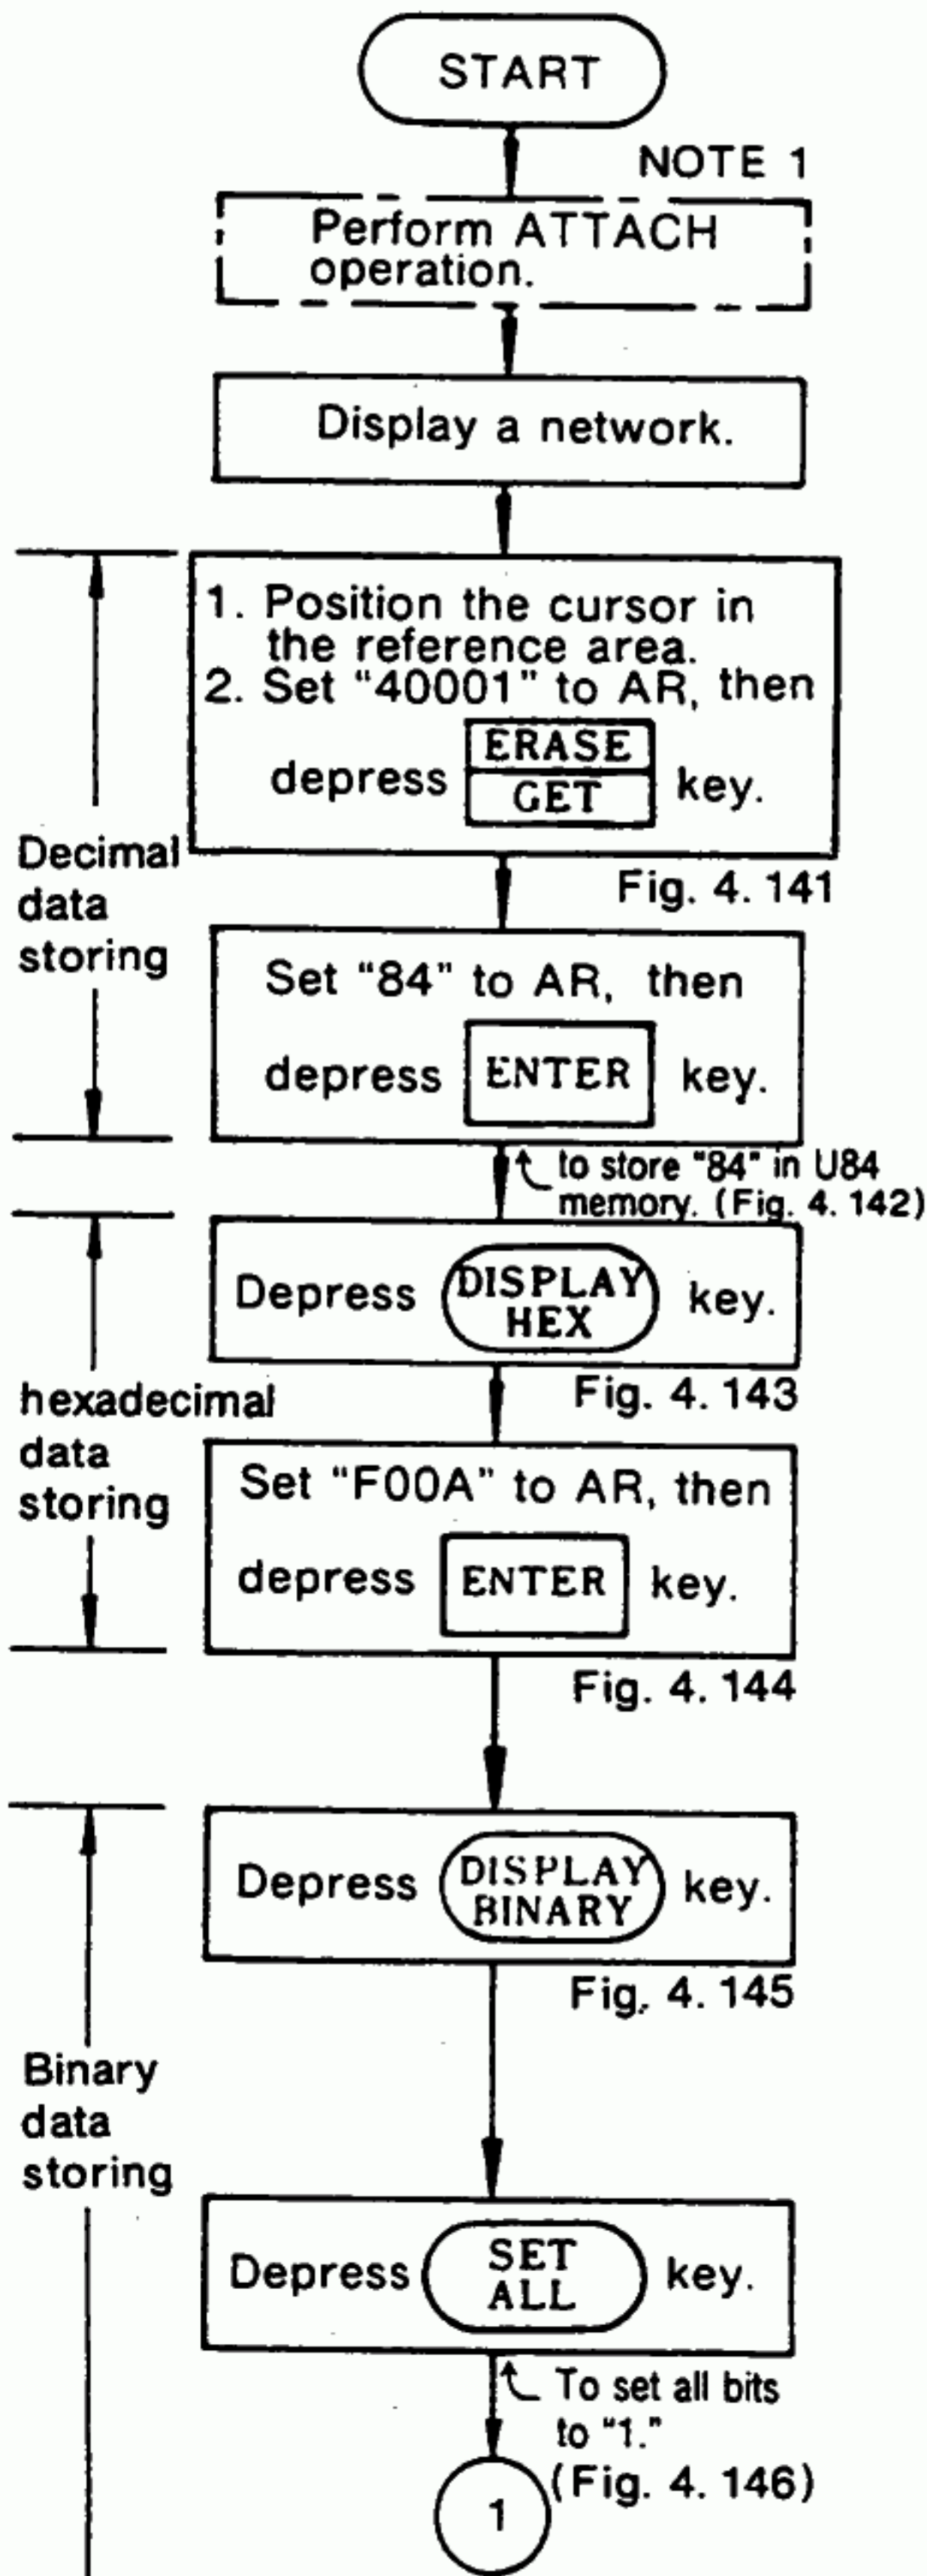 START
NOTE 1
Perform ATTACH
operation.
Display a network.
1. Position the cursor in
the reference area.
2. Set "40001" to AR, then
ERASE
depress GET key.
Fig. 4. 141
Decimal
data
storing
Set "84" to AR, then
depress ENTER key.
to store "84" in U84
memory. (Fig. 4. 142)
Depress DISPLAY HEX key.
Fig. 4. 143
hexadecimal
data
storing
Set "F00A" to AR, then
depress ENTER key.
Fig. 4. 144
Depress DISPLAY BINARY key.
Fig. 4. 145
Binary
data
storing
Depress SET ALL key.
To set all bits
to "1."
(Fig. 4. 146)
1